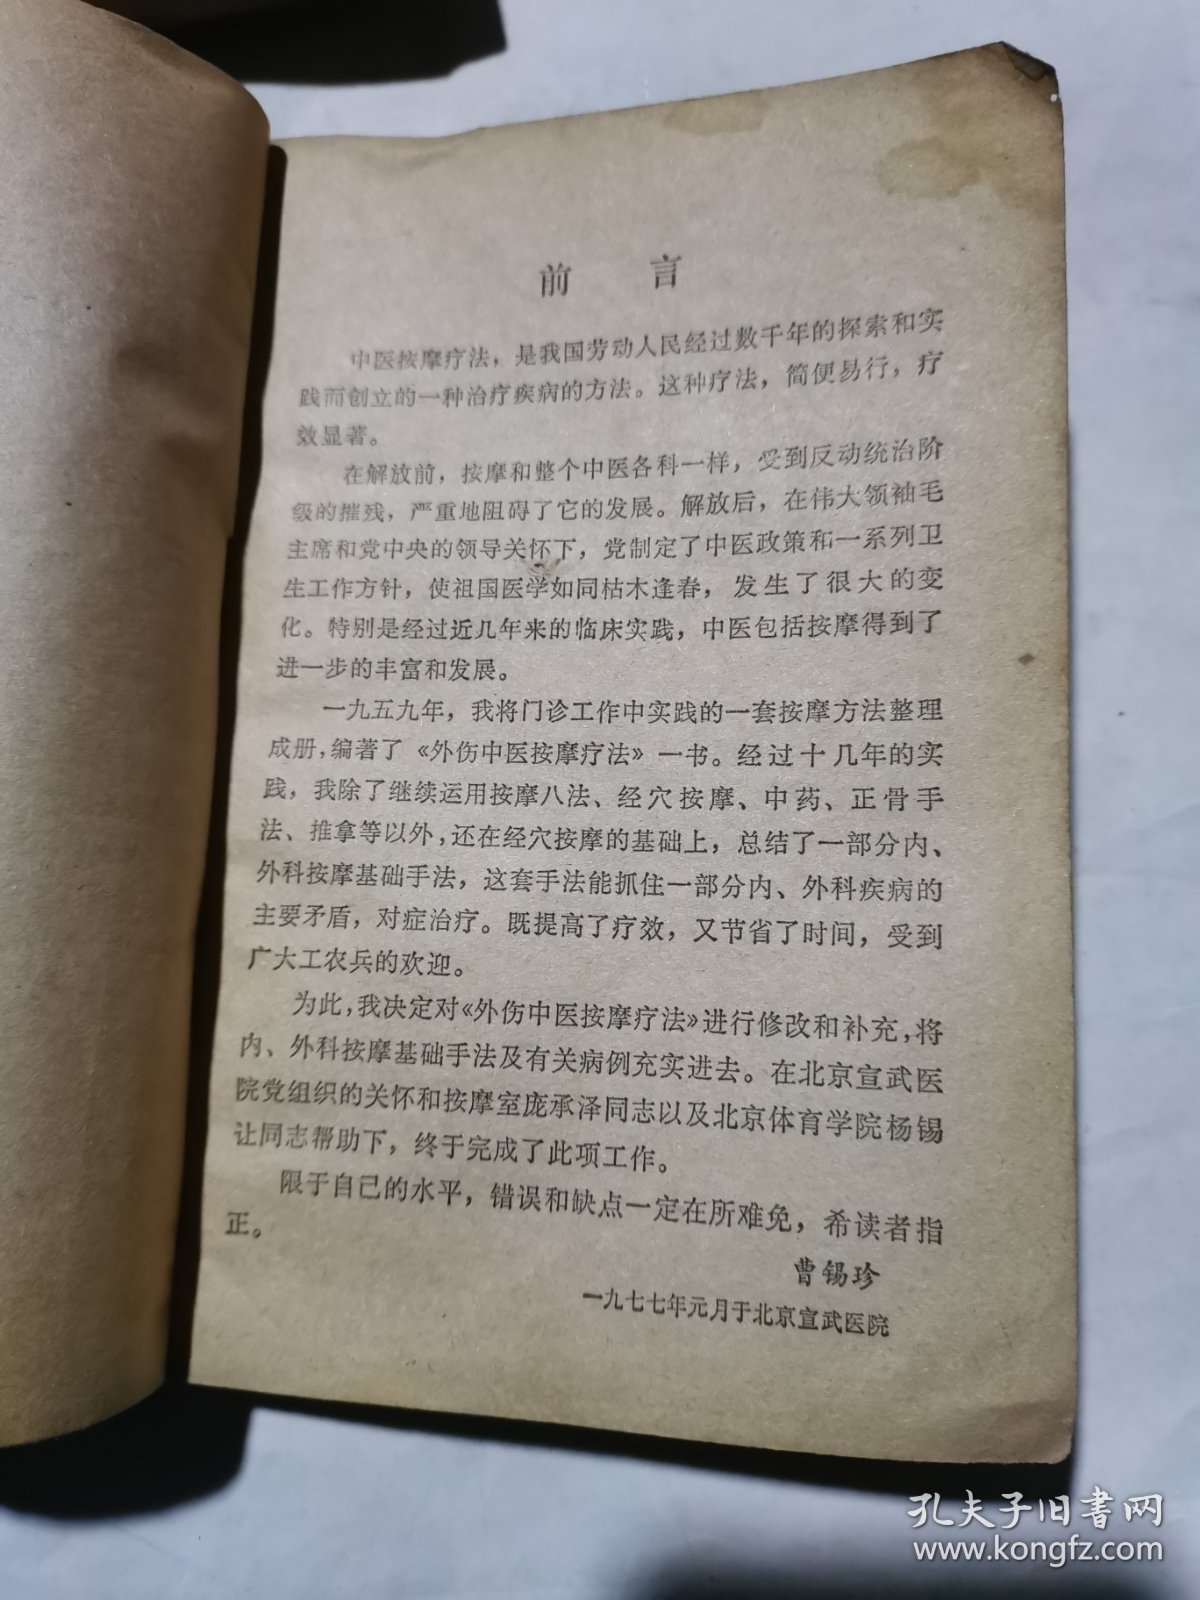 前言
中医按摩疗法，是我国劳动人民经过数千年的探索和实
践而创立的一种治疗疾病的方法。这种疗法，简便易行，疗
效显著。
在解放前，按摩和整个中医各科一样，受到反动统治阶
级的摧残，严重地阻碍了它的发展。解放后，在伟大领袖毛
主席和党中央的领导关怀下，党制定了中医政策和一系列卫
生工作方针，使祖国医学如同枯木逢春，发生了很大的变
化。特别是经过近几年来的临床实践，中医包括按摩得到了
进一步的丰富和发展。
一九五九年，我将门诊工作中实践的一套按摩方法整理
成册，编著了《外伤中医按摩疗法》一书。经过十几年的实
践，我除了继续运用按摩八法、经穴按摩、中药、正骨手
法、推拿等以外，还在经穴按摩的基础上，总结了一部分内、
外科按摩基础手法，这套手法能抓住一部分内、外科疾病的
主要矛盾，对症治疗。既提高了疗效，又节省了时间，受到
广大工农兵的欢迎。
为此，我决定对《外伤中医按摩疗法》进行修改和补充，将
内、外科按摩基础手法及有关病例充实进去。在北京宣武医
院党组织的关怀和按摩室庞承泽同志以及北京体育学院杨锡
让同志帮助下，终于完成了此项工作。
限于自己的水平，错误和缺点一定在所难免，希读者指
正。
曹锡珍
一九七七年元月于北京宣武医院
孔夫子旧书网
www.kongfz.com